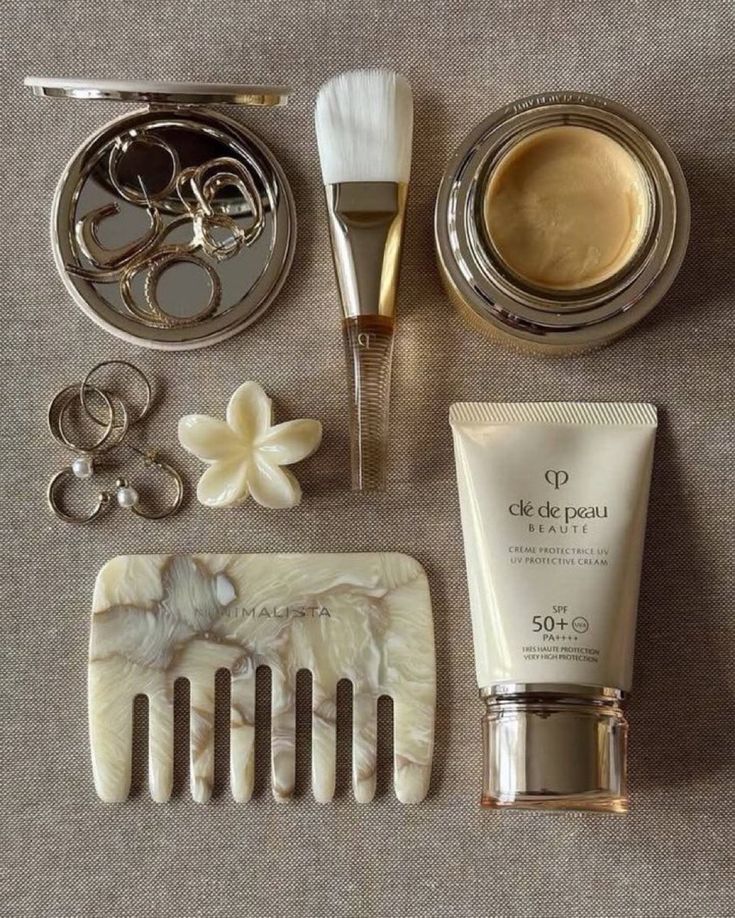 clé de peau
BEAUTÉ
CRÈME PROTECTRICE UV
UV PROTECTIVE CREAM
SPF
50+ UVA
PA++++
TRÈS HAUTE PROTECTION
VERY HIGH PROTECTION
MINIMALISTA